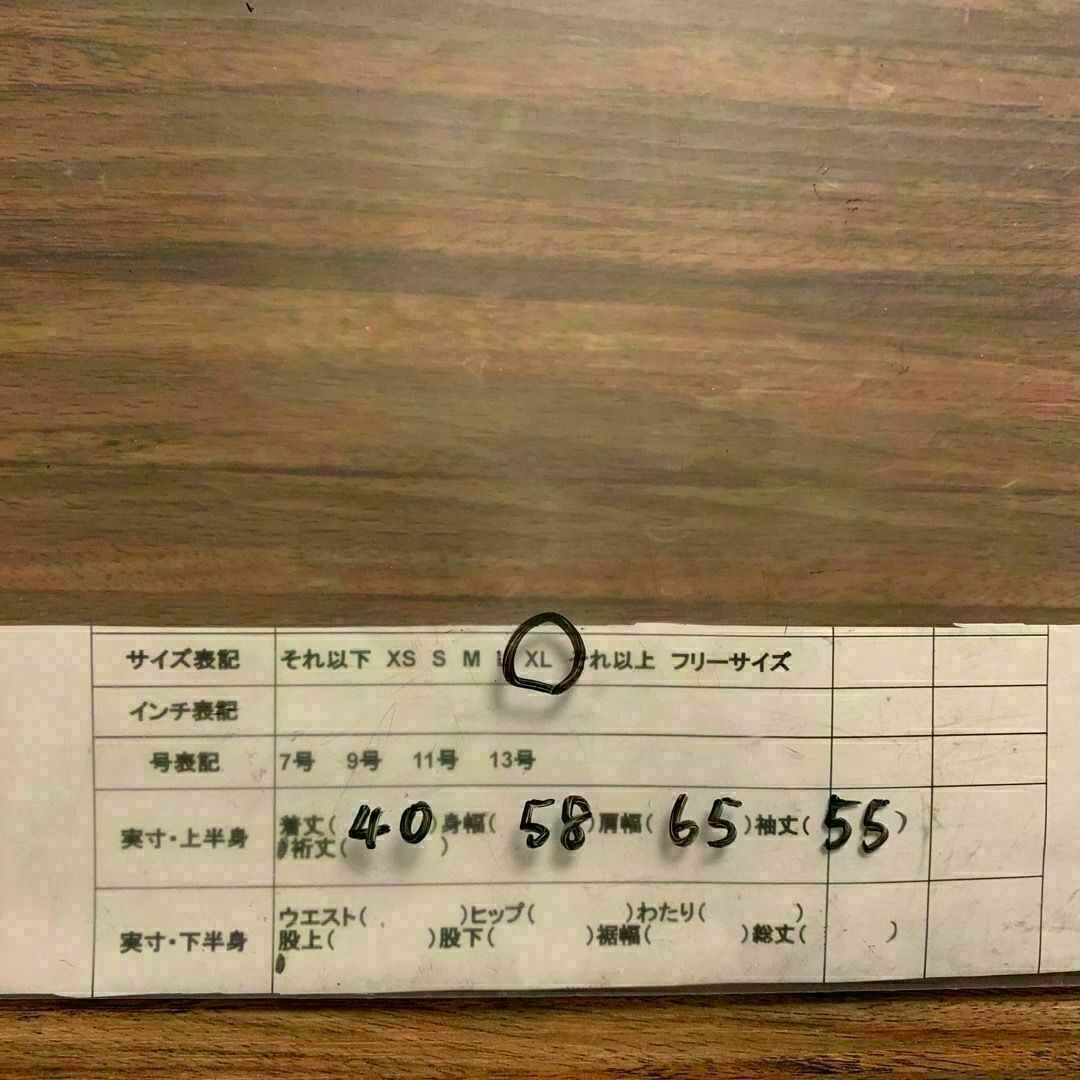 サイズ表記 それ以下 XS S M XL それ以上 フリーサイズ
インチ表記
号表記 7号 9号 11号 13号
実寸・上半身 着丈( 40 )身幅( 58 )肩幅( 65 )袖丈( 55 )
裄丈( )
実寸・下半身 ウエスト( )ヒップ( )わたり( )
股上( )股下( )裾幅( )総丈( )